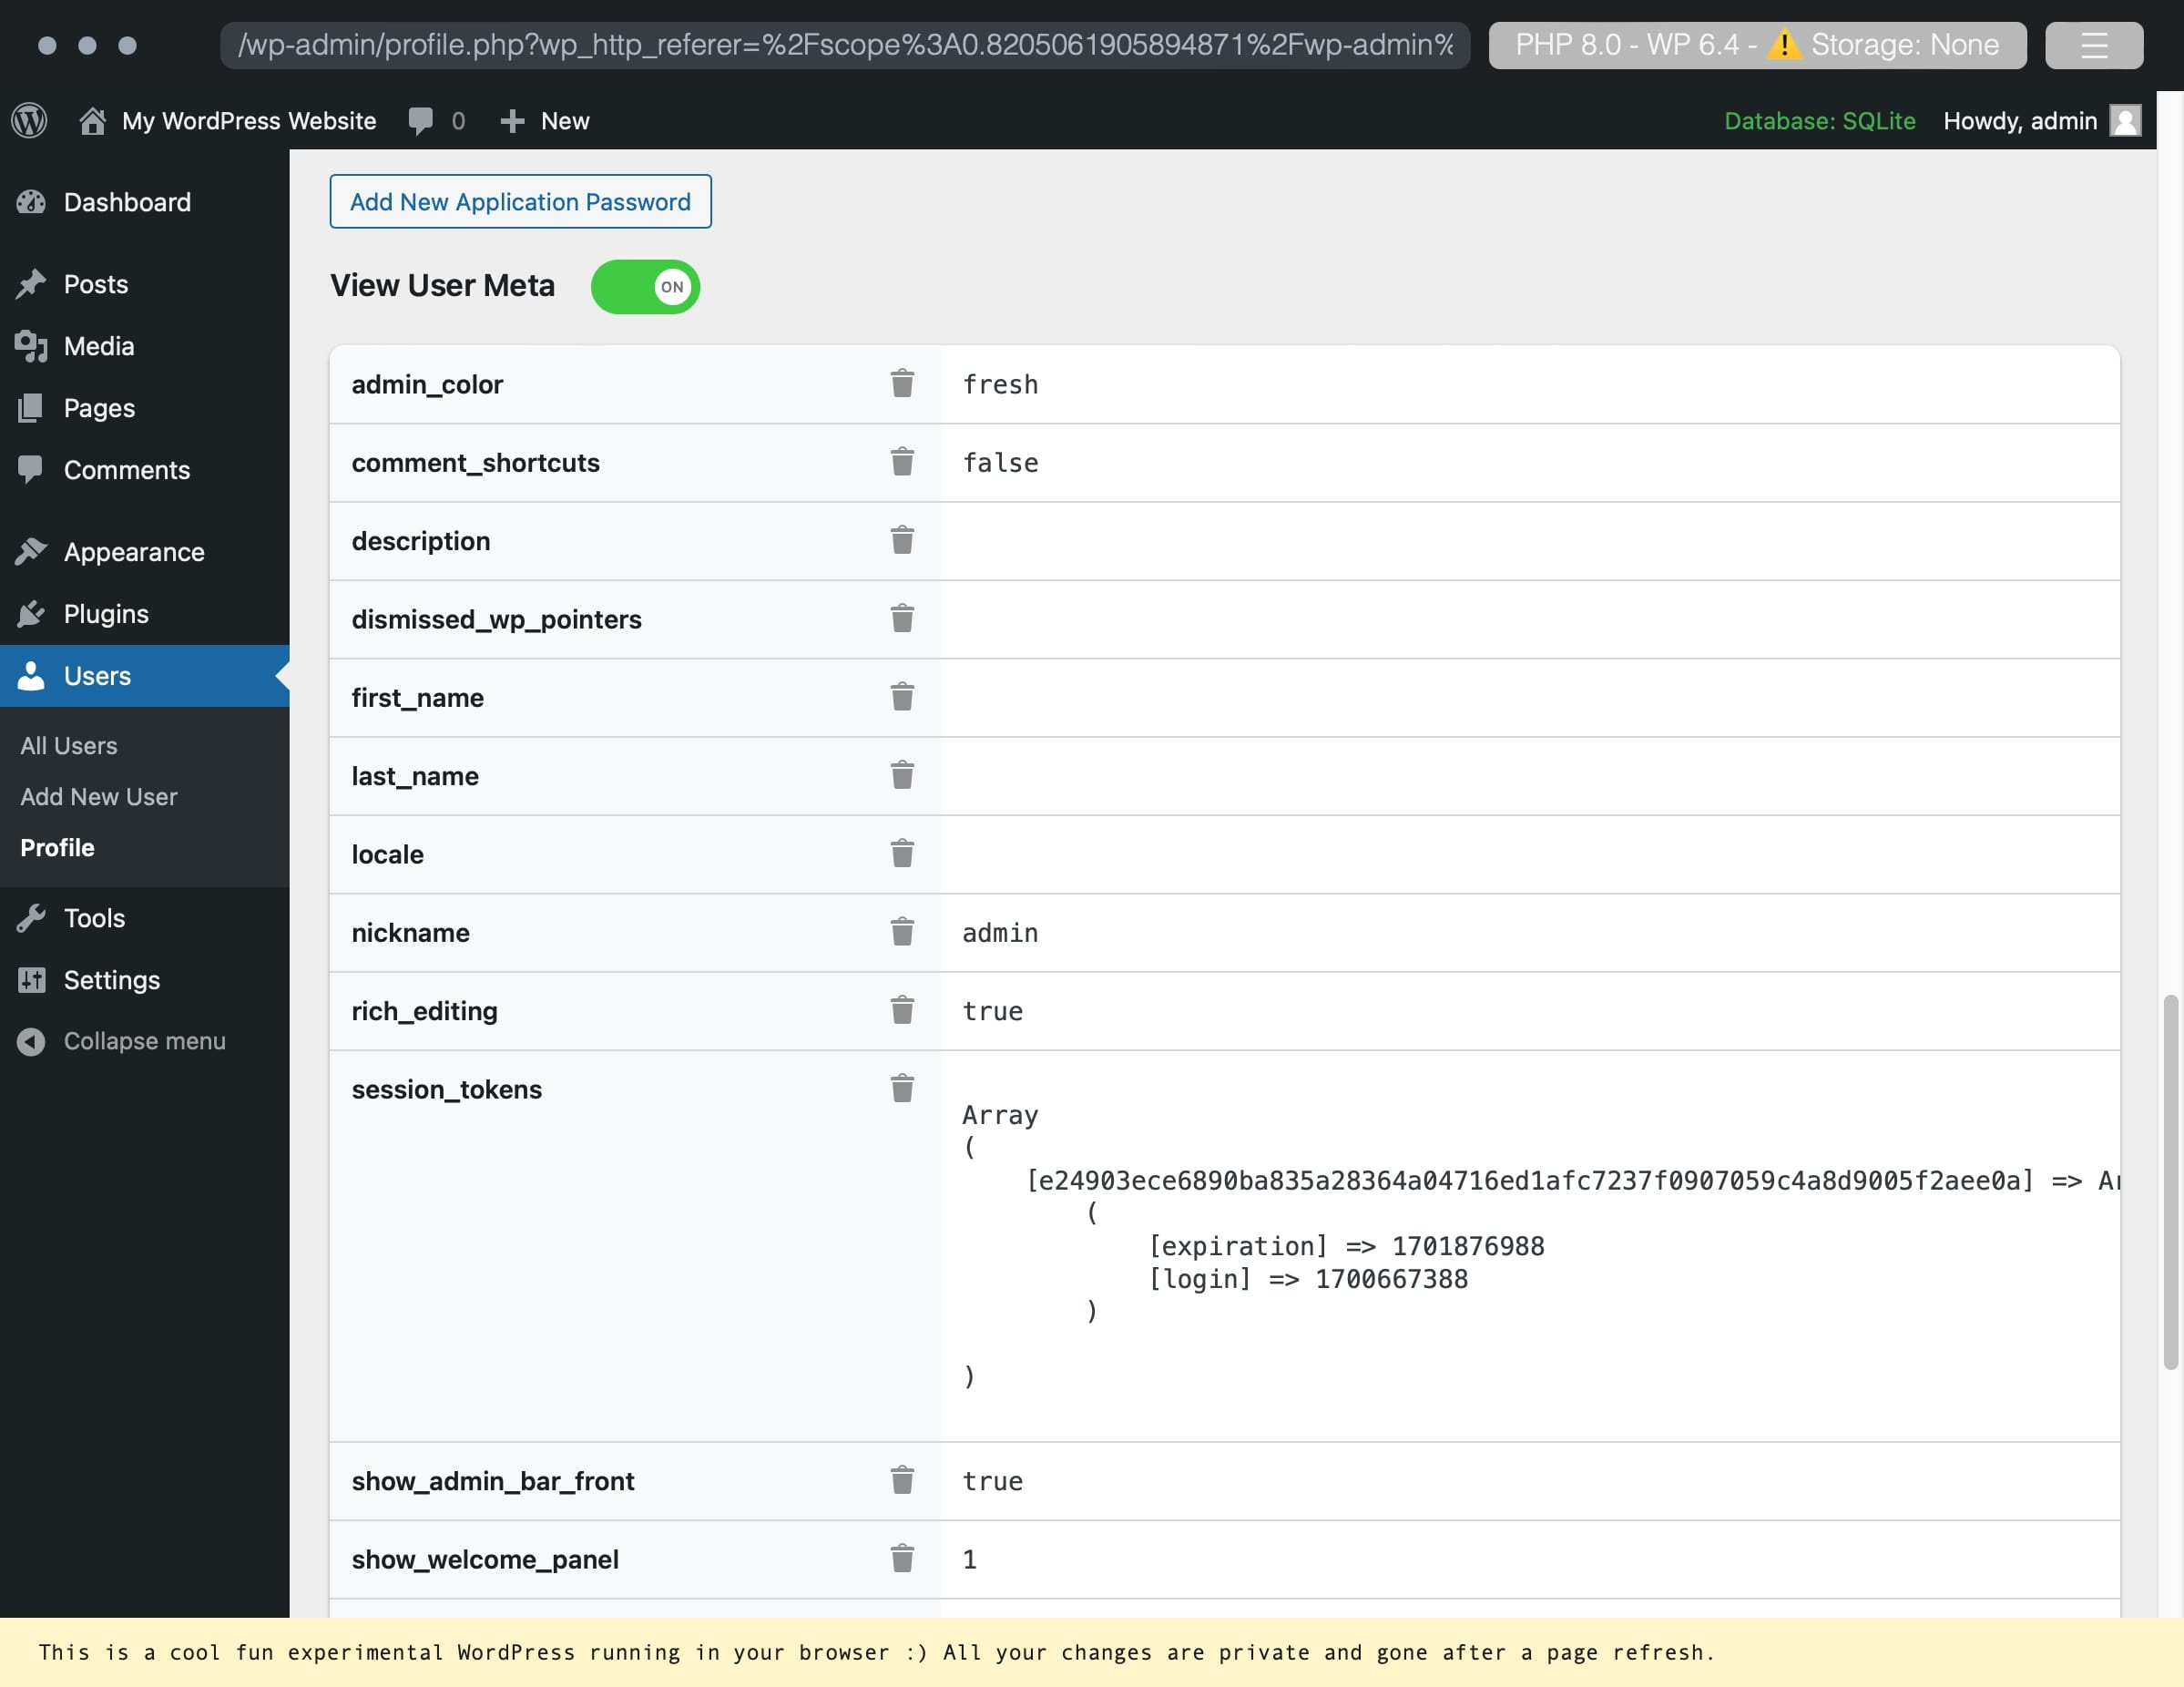 /wp-admin/profile.php?wp_http_referer=%2Fscope%3A0.8205061905894871%2Fwp-admin%
PHP 8.0 - WP 6.4 - ⚠️ Storage: None
My WordPress Website
0
New
Database: SQLite
Howdy, admin
Dashboard
Posts
Media
Pages
Comments
Appearance
Plugins
Users
All Users
Add New User
Profile
Tools
Settings
Collapse menu
Add New Application Password
View User Meta
ON
admin_color fresh
comment_shortcuts false
description
dismissed_wp_pointers
first_name
last_name
locale
nickname admin
rich_editing true
session_tokens
Array
(
[e24903ece6890ba835a28364a04716ed1afc7237f0907059c4a8d9005f2aee0a] => Ar
(
[expiration] => 1701876988
[login] => 1700667388
)
)
show_admin_bar_front true
show_welcome_panel 1
This is a cool fun experimental WordPress running in your browser :) All your changes are private and gone after a page refresh.